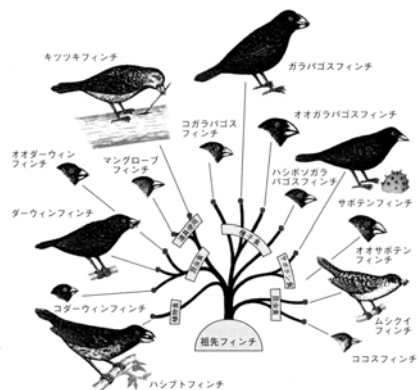 キツツキフィンチ
ガラパゴスフィンチ
コガラパゴス
フィンチ
オオガラパゴスフィンチ
オオダーウィン
フィンチ
マングローブ
フィンチ
ハシボソガラ
パゴスフィンチ
サボテンフィンチ
ダーウィンフィンチ
オオサボテン
フィンチ
コダーウィンフィンチ
ムシクイ
フィンチ
祖先フィンチ
ココスフィンチ
ハシブトフィンチ